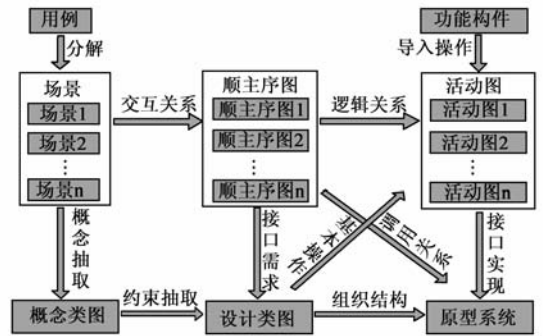 用例
功能构件
分解
导入操作
场景
场景1
场景2
⋮
场景n
交互关系
顺主序图
顺主序图1
顺主序图2
⋮
顺主序图n
逻辑关系
活动图
活动图1
活动图2
⋮
活动图n
概念抽取
接口需求
基本操作
调用关系
接口实现
概念类图
约束抽取
设计类图
组织结构
原型系统